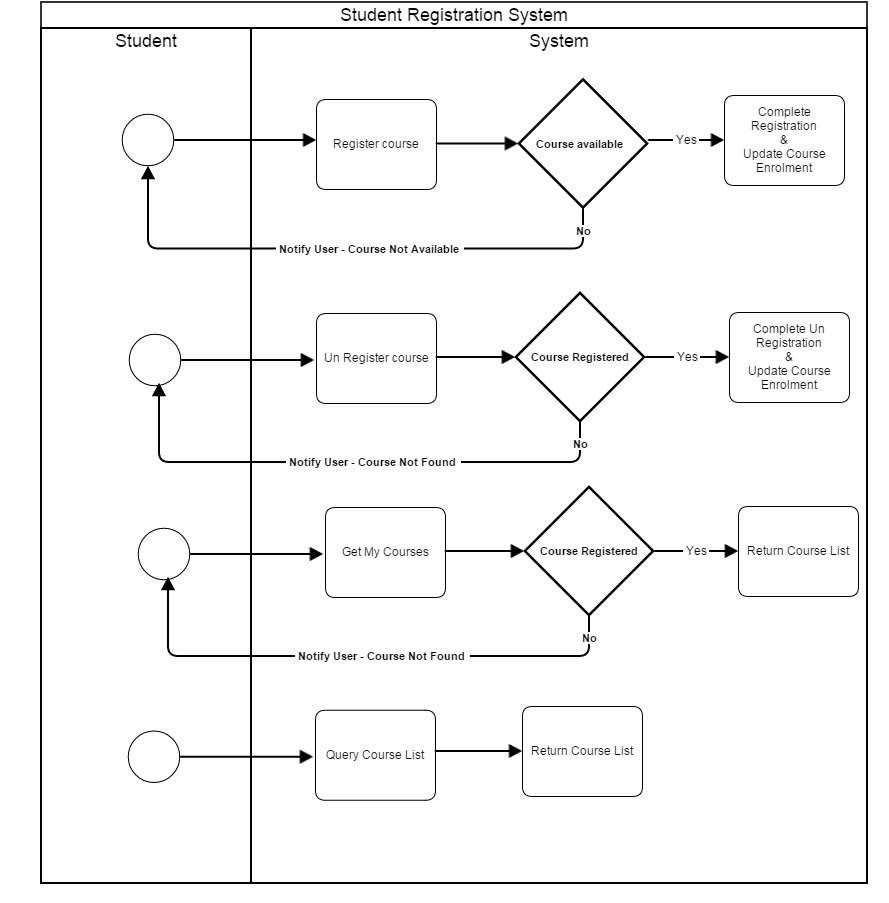 Student Registration System
Student
System
Register course
Course available
Yes
Complete
Registration
&
Update Course
Enrolment
No
Notify User - Course Not Available
Un Register course
Course Registered
Yes
Complete Un
Registration
&
Update Course
Enrolment
No
Notify User - Course Not Found
Get My Courses
Course Registered
Yes
Return Course List
No
Notify User - Course Not Found
Query Course List
Return Course List